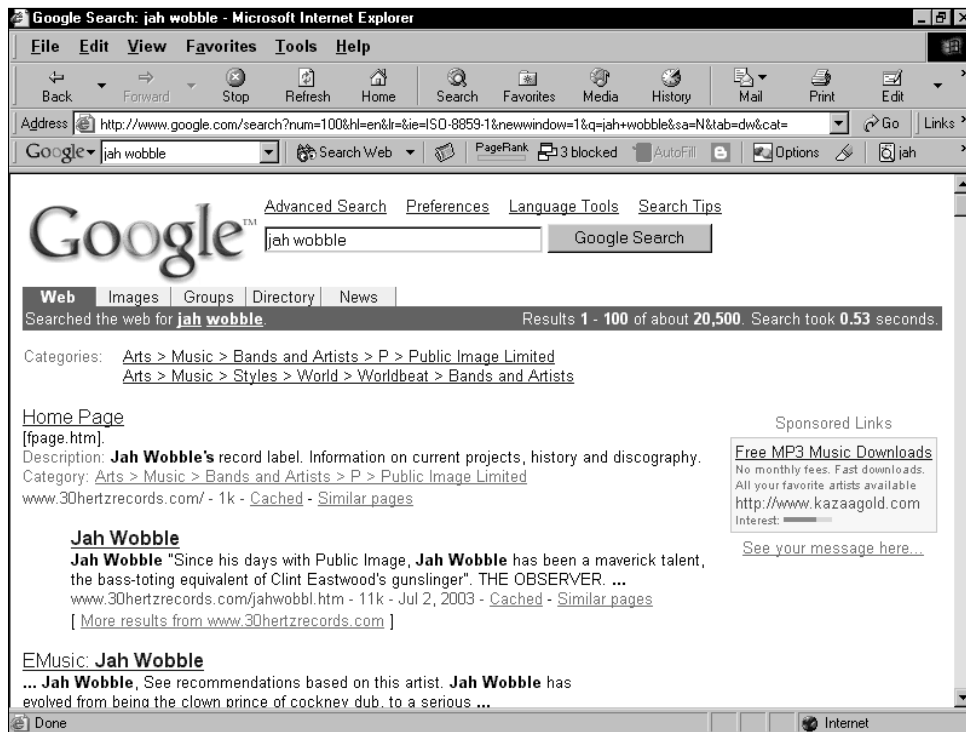 Google Search: jah wobble - Microsoft Internet Explorer
File Edit View Favorites Tools Help
Back Forward Stop Refresh Home Search Favorites Media History Mail Print Edit
Address http://www.google.com/search?num=100&hl=en&lr=&ie=ISO-8859-1&newwindow=1&q=jah+wobble&sa=N&tab=dw&cat= Go Links
Google jah wobble Search Web PageRank 3 blocked AutoFill Options jah
Advanced Search Preferences Language Tools Search Tips
Google™ jah wobble Google Search
Web Images Groups Directory News
Searched the web for jah wobble. Results 1 - 100 of about 20,500. Search took 0.53 seconds.
Categories: Arts > Music > Bands and Artists > P > Public Image Limited
Arts > Music > Styles > World > Worldbeat > Bands and Artists
Home Page
[fpage.htm].
Description: Jah Wobble's record label. Information on current projects, history and discography.
Category: Arts > Music > Bands and Artists > P > Public Image Limited
www.30hertzrecords.com/ - 1k - Cached - Similar pages
Jah Wobble
Jah Wobble "Since his days with Public Image, Jah Wobble has been a maverick talent,
the bass-toting equivalent of Clint Eastwood's gunslinger". THE OBSERVER. ...
www.30hertzrecords.com/jahwobbl.htm - 11k - Jul 2, 2003 - Cached - Similar pages
[ More results from www.30hertzrecords.com ]
EMusic: Jah Wobble
... Jah Wobble, See recommendations based on this artist. Jah Wobble has
evolved from being the clown prince of cockney dub, to a serious ...
Sponsored Links
Free MP3 Music Downloads
No monthly fees. Fast downloads.
All your favorite artists available
http://www.kazaagold.com
Interest:
See your message here...
Done Internet